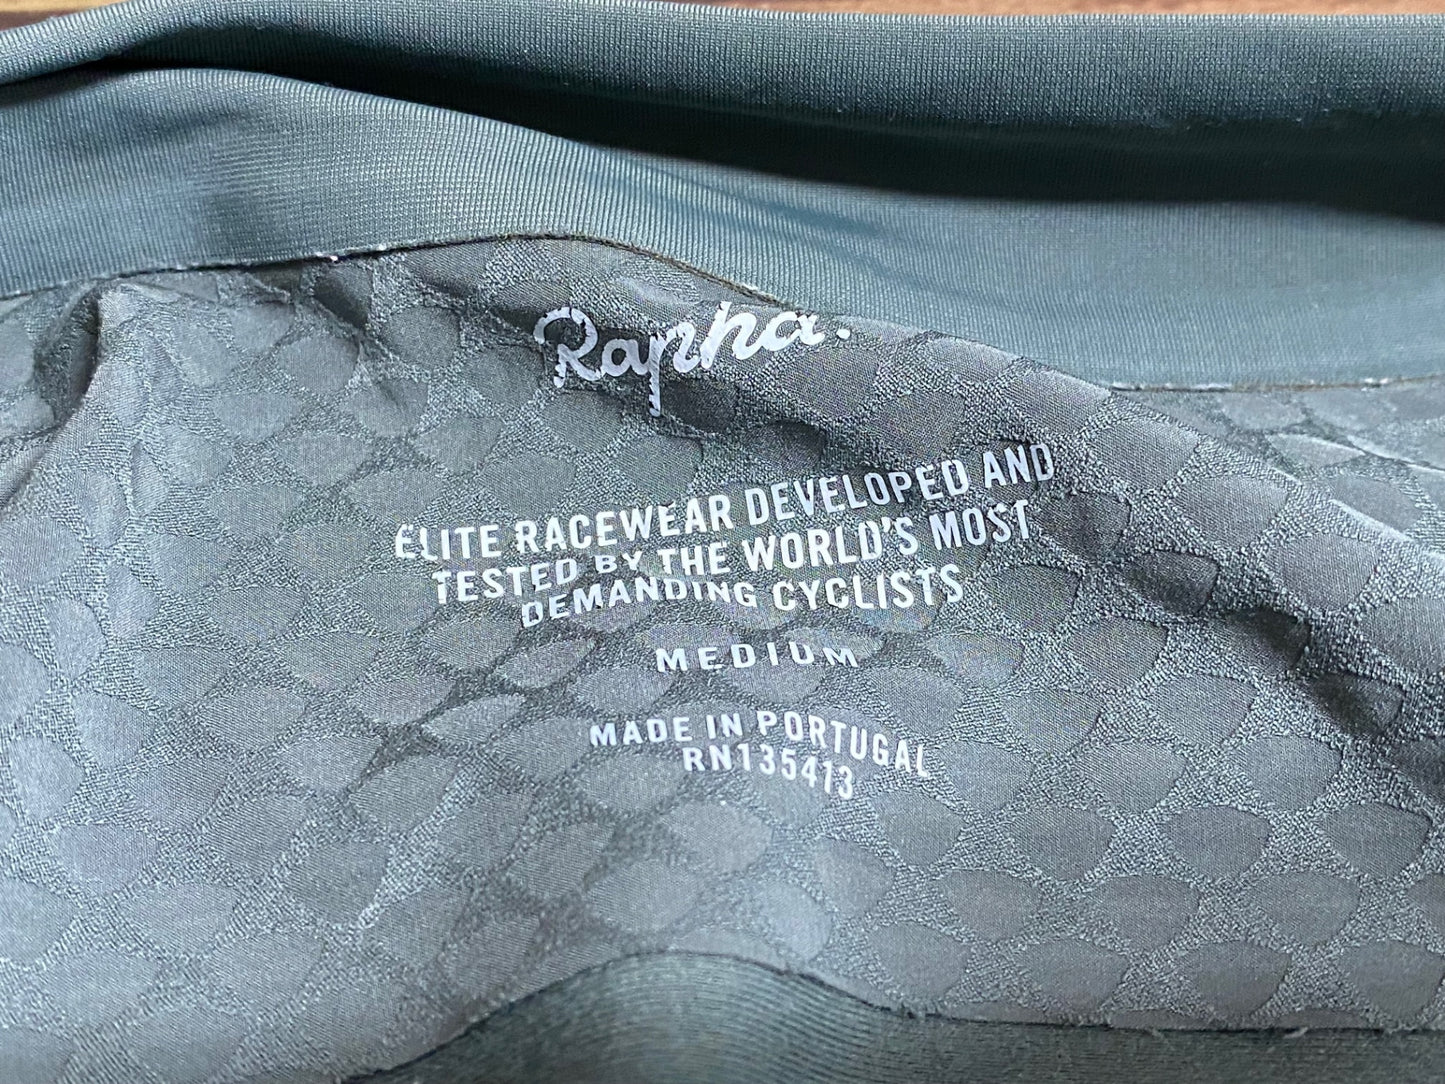 Rapha.
ELITE RACEWEAR DEVELOPED AND
TESTED BY THE WORLD'S MOST
DEMANDING CYCLISTS
MEDIUM
MADE IN PORTUGAL
RN135413